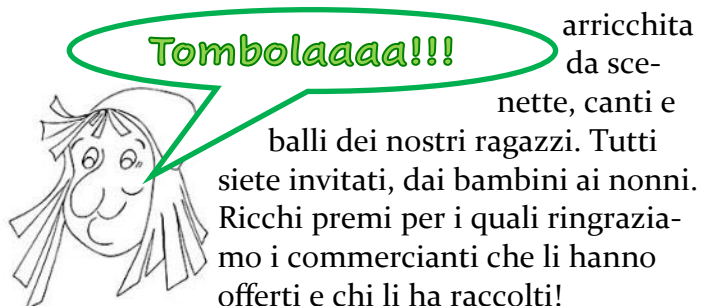 Tombolaaaa!!!
arricchita
da sce-
nette, canti e
balli dei nostri ragazzi. Tutti
siete invitati, dai bambini ai nonni.
Ricchi premi per i quali ringrazia-
mo i commercianti che li hanno
offerti e chi li ha raccolti!